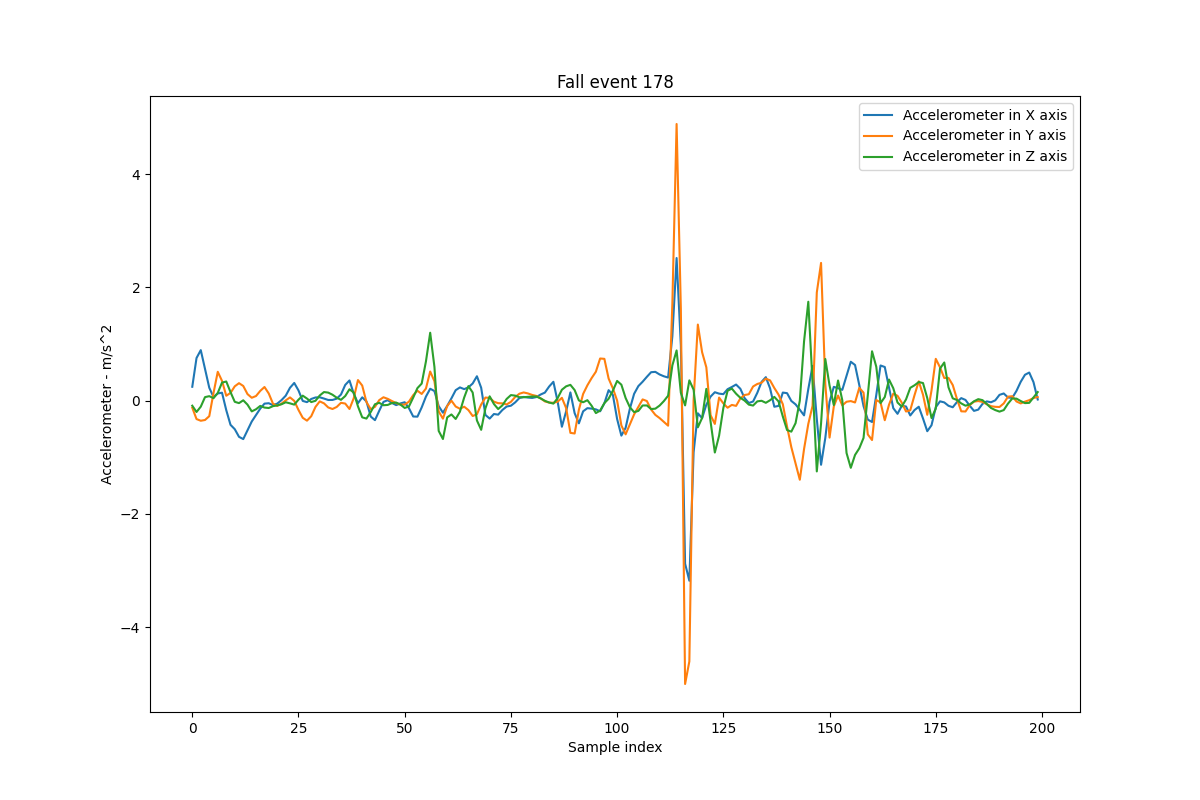 Fall event 178
Accelerometer in X axis
Accelerometer in Y axis
Accelerometer in Z axis
Accelerometer - m/s^2
4
2
0
−2
−4
0 25 50 75 100 125 150 175 200
Sample index